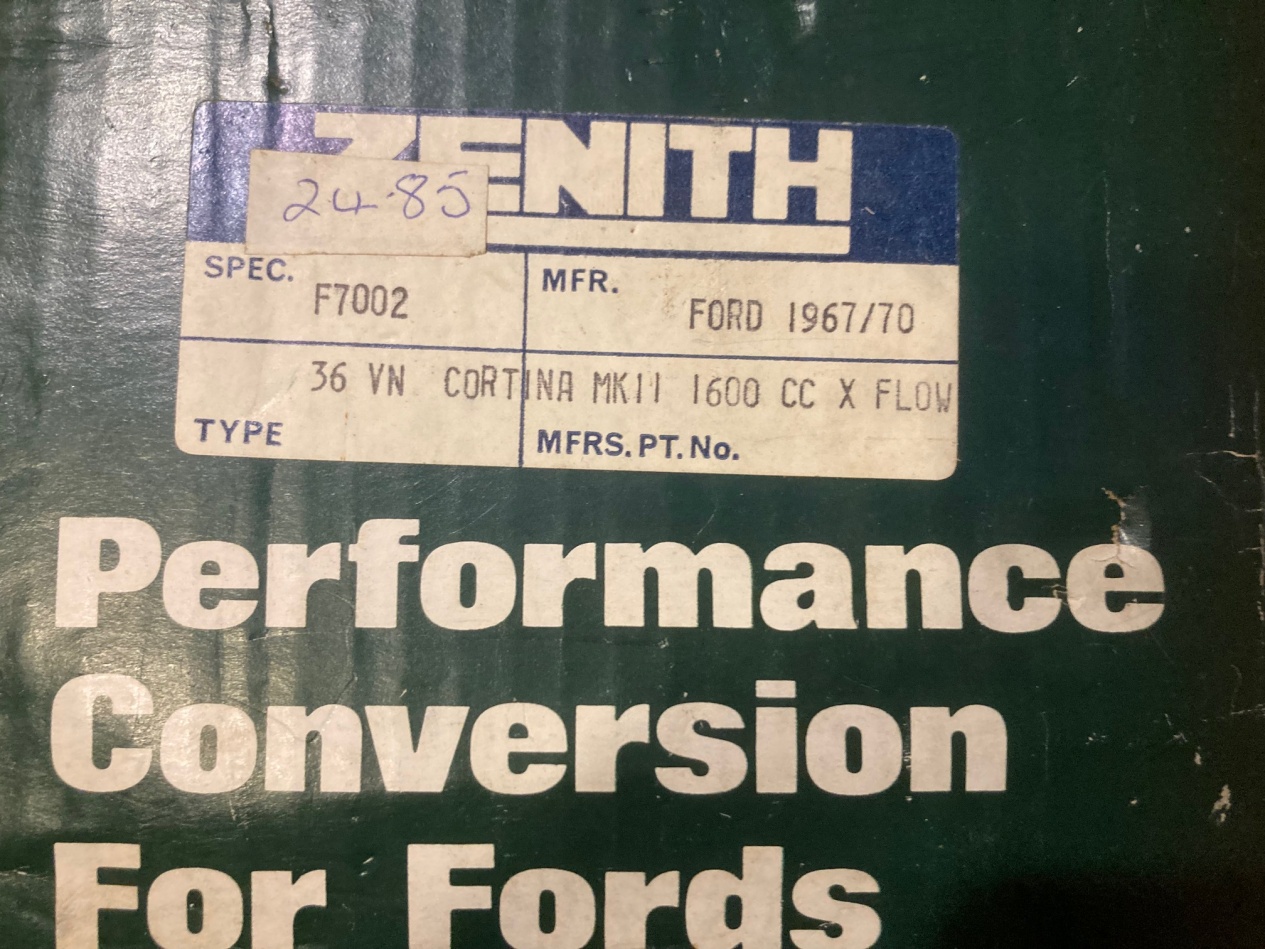 ZENITH
24.85
SPEC.
F7002
MFR.
FORD 1967/70
36 VN CORTINA MK11 1600 CC X FLOW
TYPE
MFRS. PT. No.
Performance
Conversion
For Fords